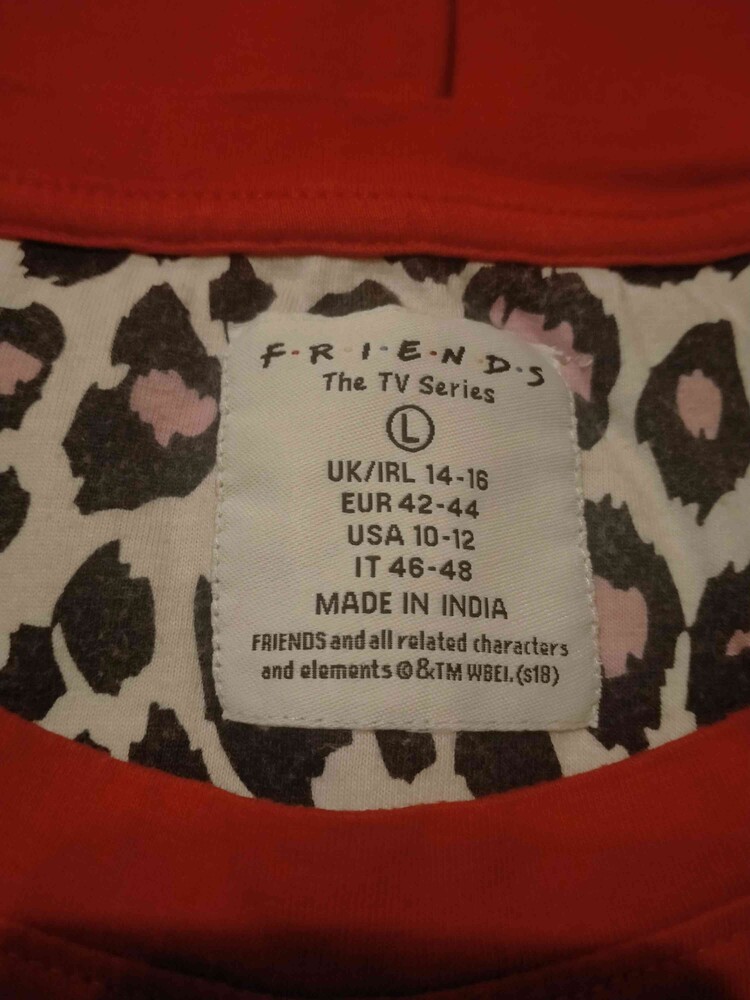 F·R·I·E·N·D·S
The TV Series
L
UK/IRL 14-16
EUR 42-44
USA 10-12
IT 46-48
MADE IN INDIA
FRIENDS and all related characters
and elements © & TM WBEI. (s18)